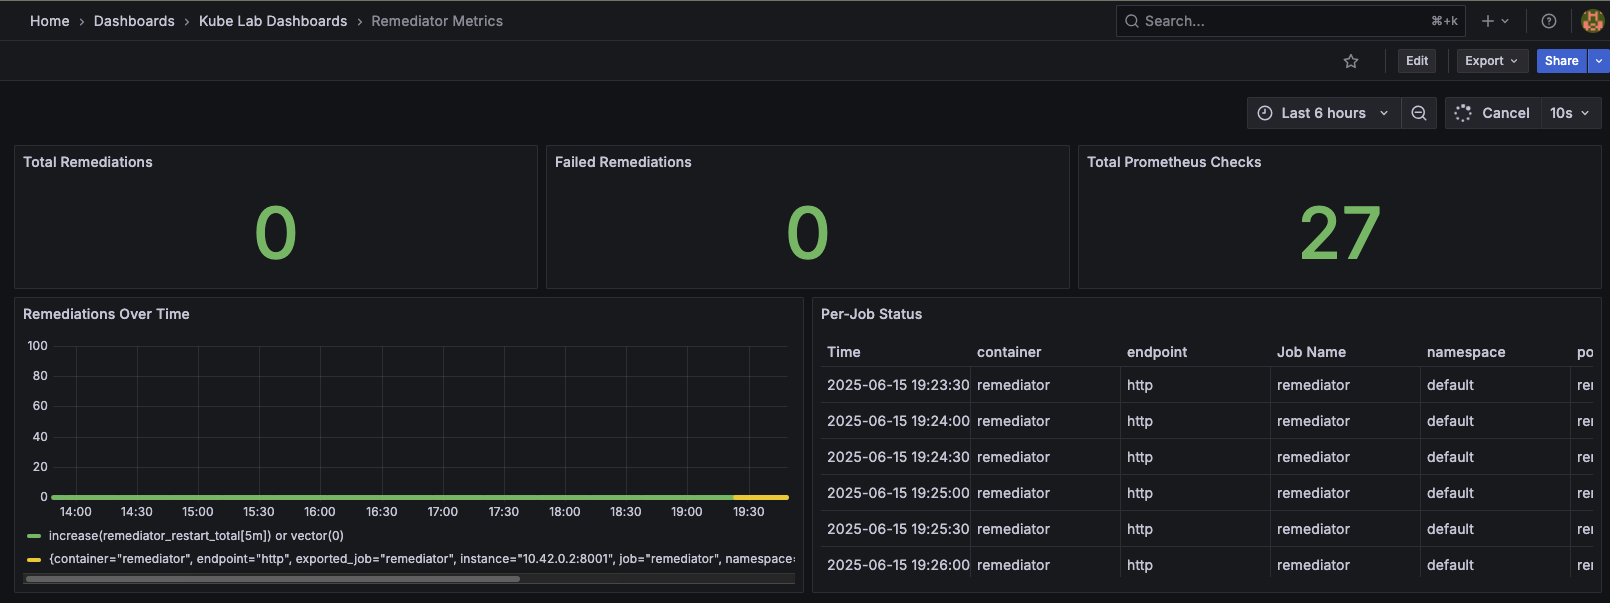 Home › Dashboards › Kube Lab Dashboards › Remediator Metrics
Search... ⌘+k
Edit Export Share
Last 6 hours Cancel 10s
Total Remediations
0
Failed Remediations
0
Total Prometheus Checks
27
Remediations Over Time
100
80
60
40
20
0
14:00 14:30 15:00 15:30 16:00 16:30 17:00 17:30 18:00 18:30 19:00 19:30
increase(remediator_restart_total[5m]) or vector(0)
{container="remediator", endpoint="http", exported_job="remediator", instance="10.42.0.2:8001", job="remediator", namespace=
Per-Job Status
Time container endpoint Job Name namespace po
2025-06-15 19:23:30 remediator http remediator default re
2025-06-15 19:24:00 remediator http remediator default re
2025-06-15 19:24:30 remediator http remediator default re
2025-06-15 19:25:00 remediator http remediator default re
2025-06-15 19:25:30 remediator http remediator default re
2025-06-15 19:26:00 remediator http remediator default re